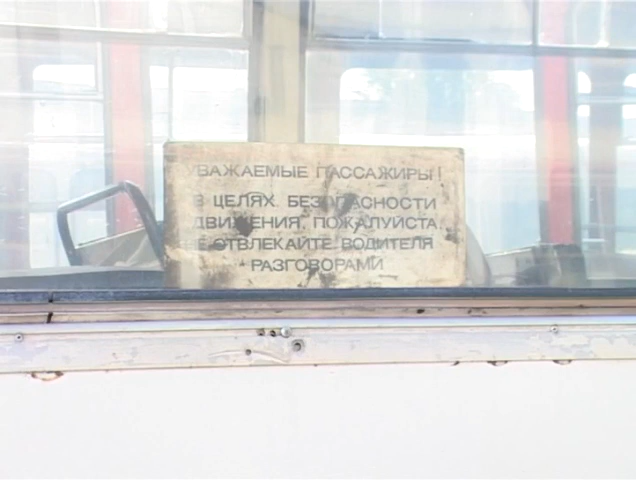 УВАЖАЕМЫЕ ПАССАЖИРЫ!
В ЦЕЛЯХ БЕЗОПАСНОСТИ
ДВИЖЕНИЯ, ПОЖАЛУЙСТА
НЕ ОТВЛЕКАЙТЕ ВОДИТЕЛЯ
РАЗГОВОРАМИ